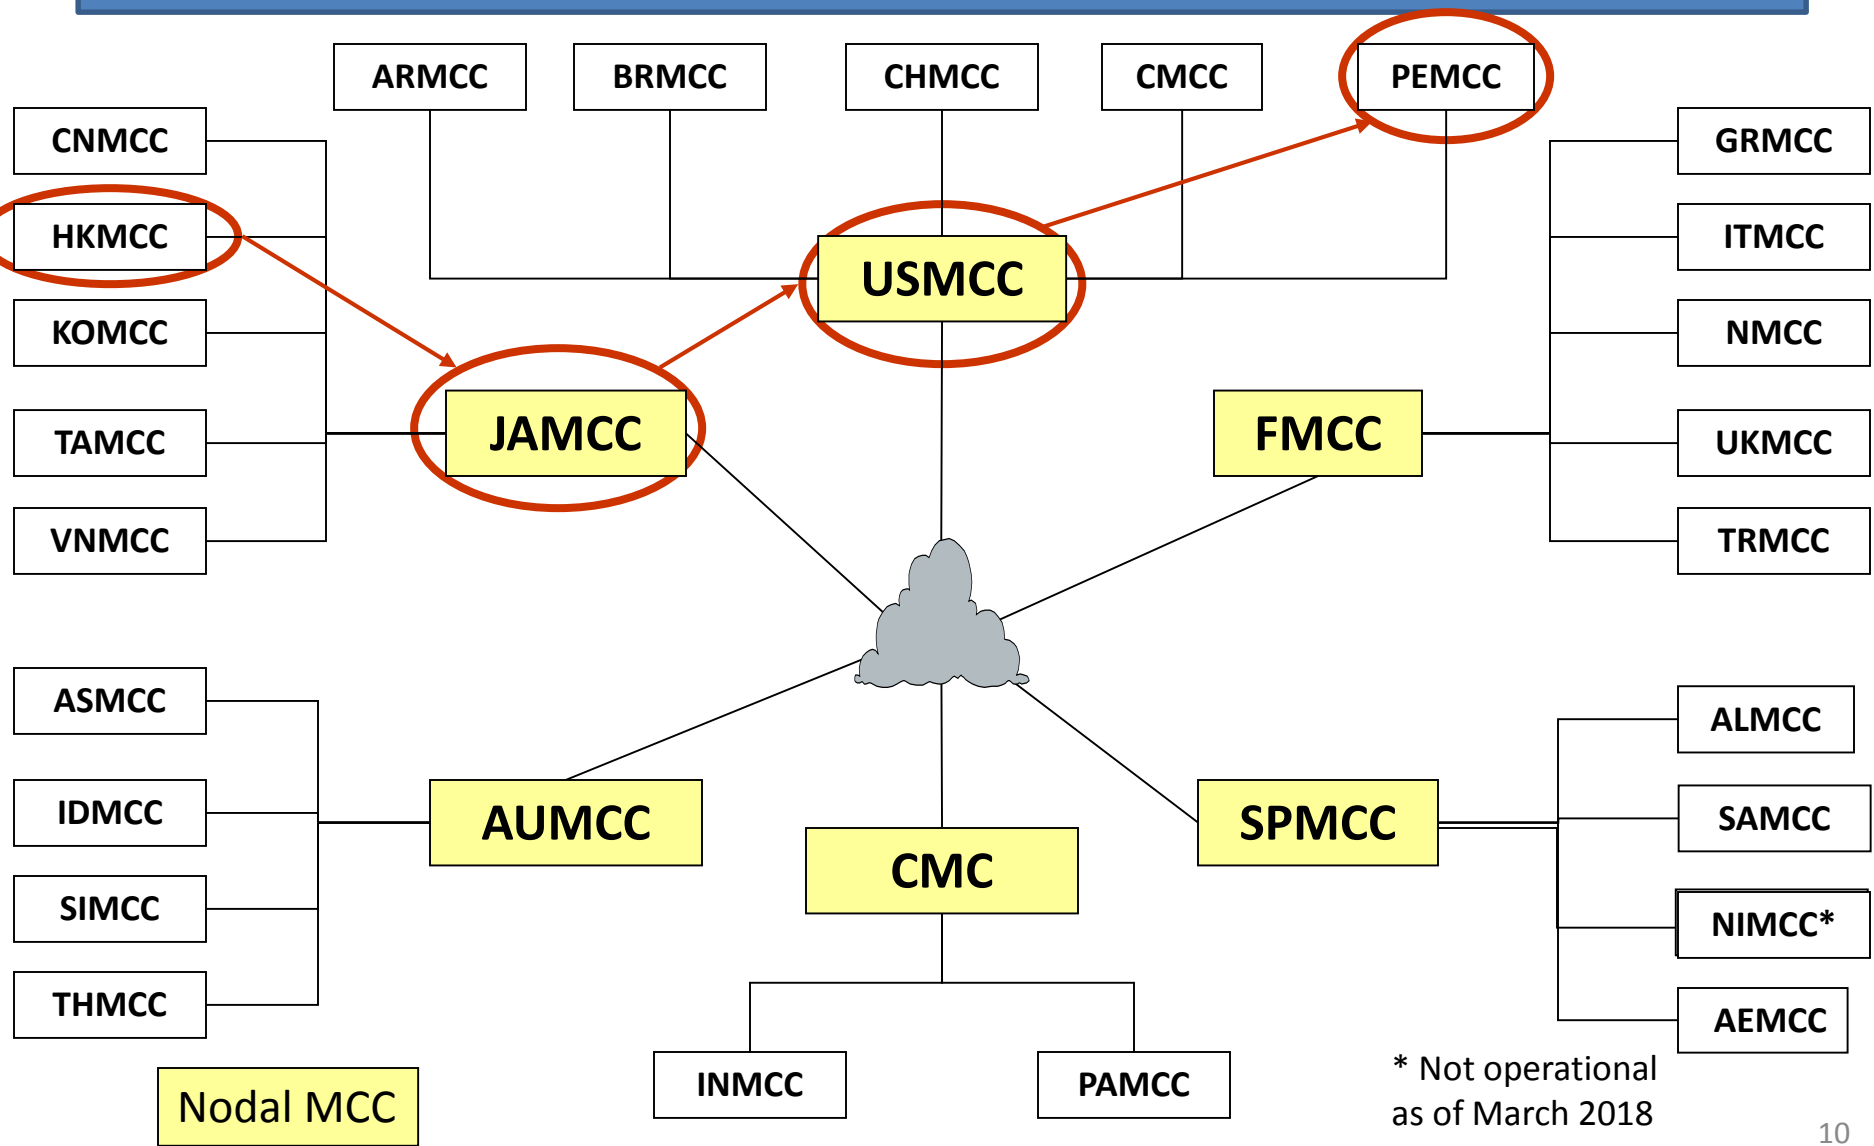 ARMCC
BRMCC
CHMCC
CMCC
PEMCC
CNMCC
HKMCC
KOMCC
TAMCC
VNMCC
USMCC
JAMCC
FMCC
GRMCC
ITMCC
NMCC
UKMCC
TRMCC
ASMCC
IDMCC
SIMCC
THMCC
AUMCC
CMC
SPMCC
ALMCC
SAMCC
NIMCC*
AEMCC
INMCC
PAMCC
Nodal MCC
* Not operational
as of March 2018
10